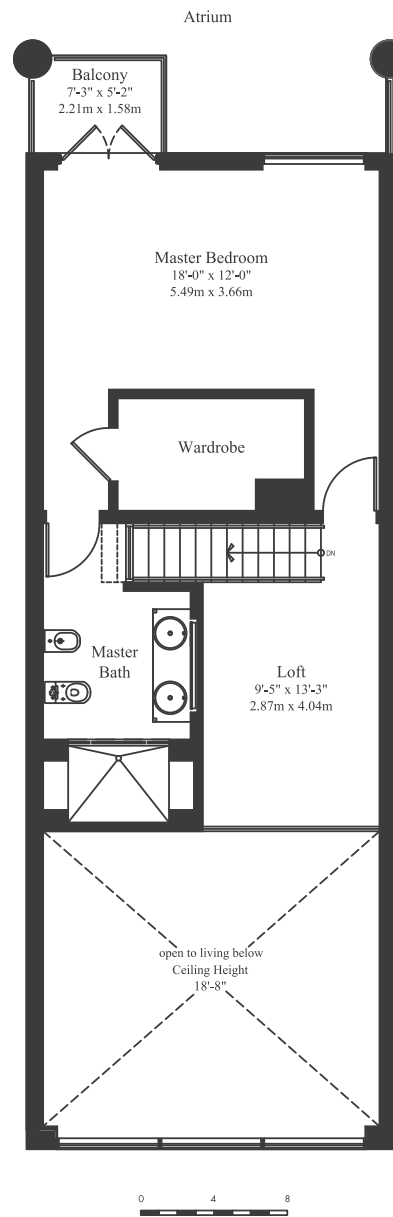 Atrium
Balcony
7'-3" x 5'-2"
2.21m x 1.58m
Master Bedroom
18'-0" x 12'-0"
5.49m x 3.66m
Wardrobe
DN
Master
Bath
Loft
9'-5" x 13'-3"
2.87m x 4.04m
open to living below
Ceiling Height
18'-8"
0 4 8